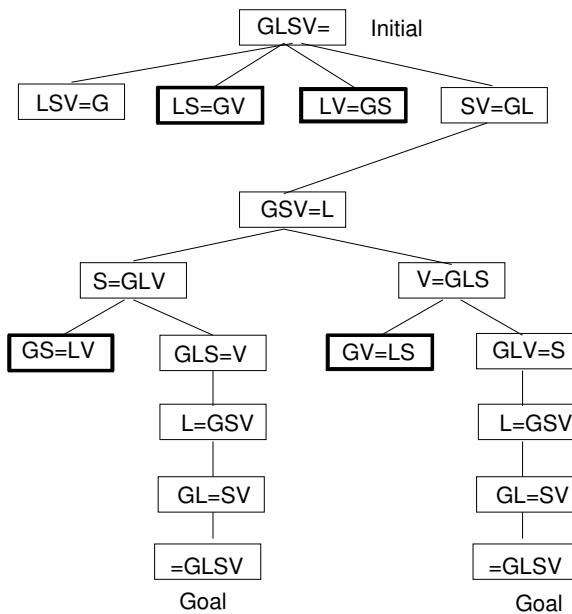 GLSV= Initial
LSV=G LS=GV LV=GS SV=GL
GSV=L
S=GLV V=GLS
GS=LV GLS=V GV=LS GLV=S
L=GSV L=GSV
GL=SV GL=SV
=GLSV =GLSV
Goal Goal